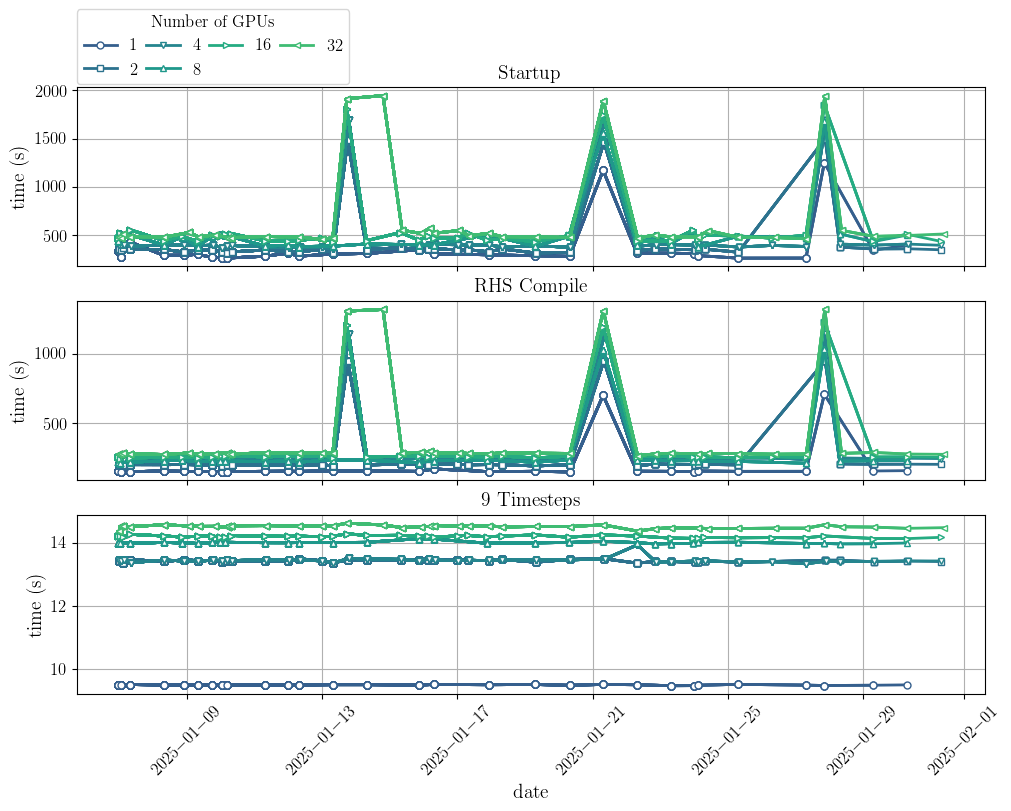 Number of GPUs
1 4 16 32
2 8
Startup
2000
1500
1000
500
time (s)
RHS Compile
1000
500
time (s)
9 Timesteps
14
12
10
time (s)
2025−01−09 2025−01−13 2025−01−17 2025−01−21 2025−01−25 2025−01−29 2025−02−01
date